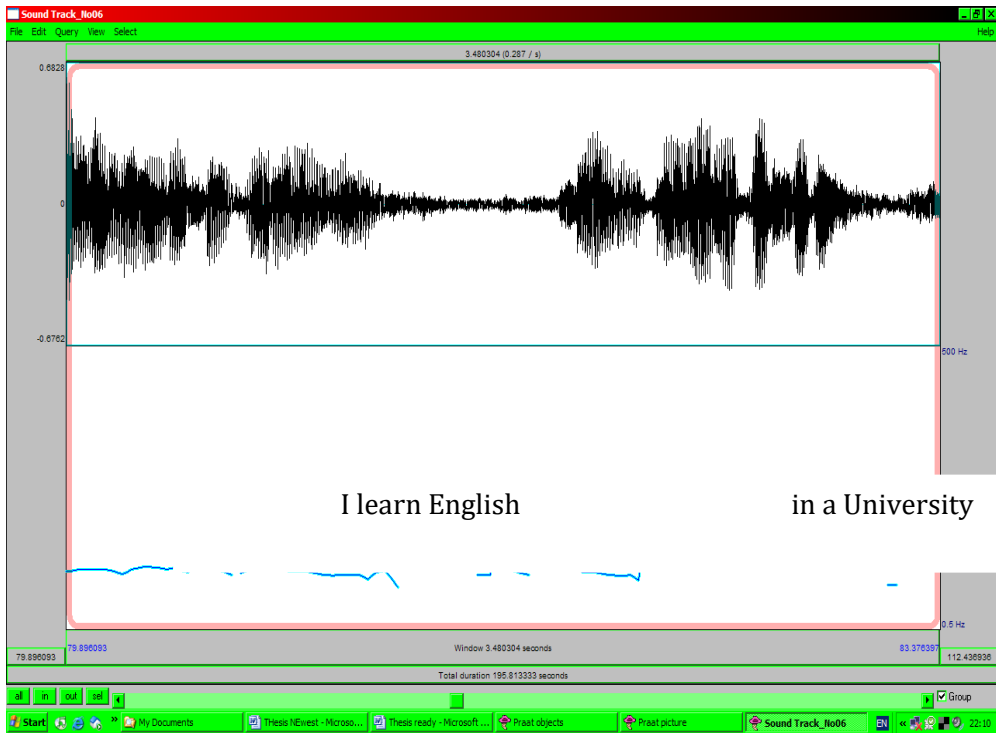 Sound Track_No06
File Edit Query View Select Help
3.480304 (0.287 / s)
0.6828
0
-0.6762
500 Hz
I learn English in a University
0.5 Hz
79.896093 Window 3.480304 seconds 83.376397
79.896093 112.436936
Total duration 195.813333 seconds
all in out sel Group
Start » My Documents THesis NEwest - Microso... Thesis ready - Microsoft ... Praat objects Praat picture Sound Track_No06 EN « 22:10